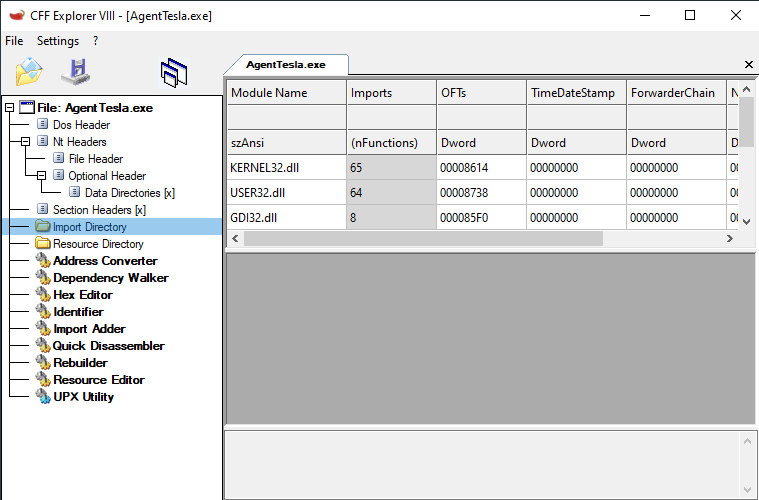 CFF Explorer VIII - [AgentTesla.exe]
File Settings ?
AgentTesla.exe
File: AgentTesla.exe
Dos Header
Nt Headers
File Header
Optional Header
Data Directories [x]
Section Headers [x]
Import Directory
Resource Directory
Address Converter
Dependency Walker
Hex Editor
Identifier
Import Adder
Quick Disassembler
Rebuilder
Resource Editor
UPX Utility
Module Name Imports OFTs TimeDateStamp ForwarderChain N
szAnsi (nFunctions) Dword Dword Dword D
KERNEL32.dll 65 00008614 00000000 00000000 00
USER32.dll 64 00008738 00000000 00000000 00
GDI32.dll 8 000085F0 00000000 00000000 00